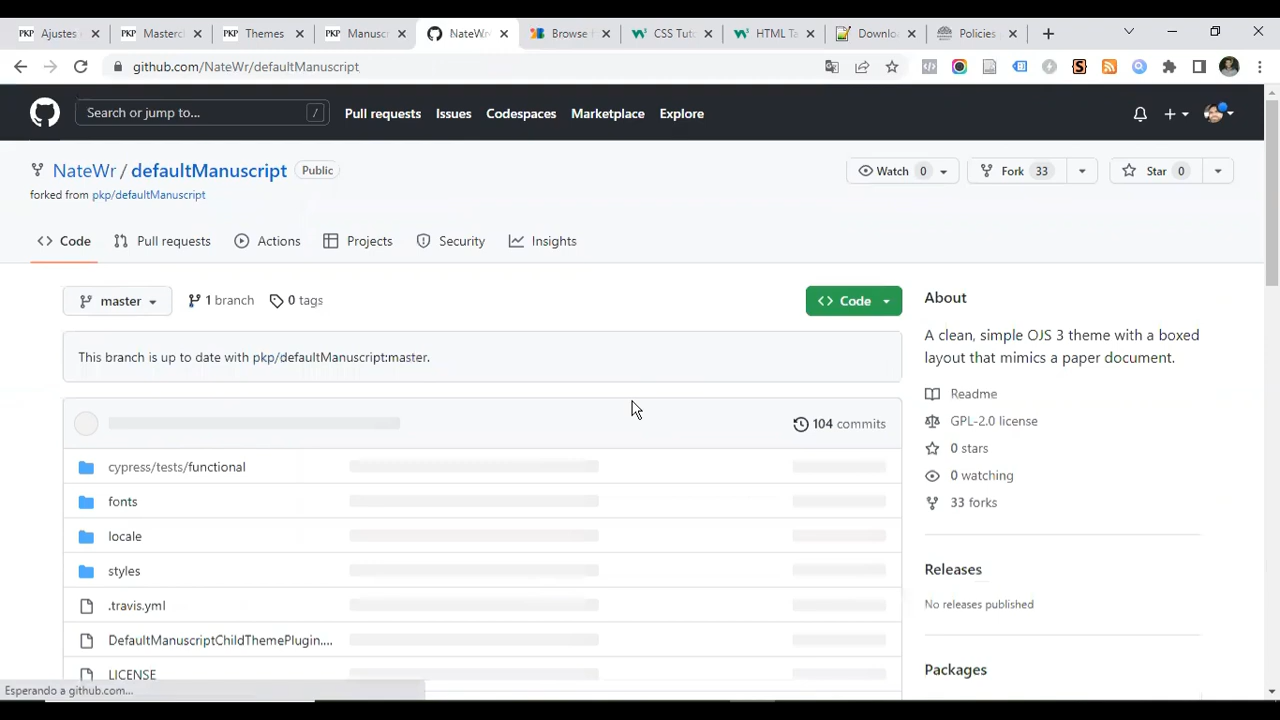 PKP Ajustes
PKP Mastercl
PKP Themes
PKP Manuscr
NateWr
Browse f
CSS Tuto
HTML Ta
Downloa
Policies
github.com/NateWr/defaultManuscript
Search or jump to... /
Pull requests Issues Codespaces Marketplace Explore
NateWr / defaultManuscript Public
forked from pkp/defaultManuscript
Watch 0
Fork 33
Star 0
Code Pull requests Actions Projects Security Insights
master 1 branch 0 tags
Code
This branch is up to date with pkp/defaultManuscript:master.
104 commits
cypress/tests/functional
fonts
locale
styles
.travis.yml
DefaultManuscriptChildThemePlugin....
LICENSE
About
A clean, simple OJS 3 theme with a boxed
layout that mimics a paper document.
Readme
GPL-2.0 license
0 stars
0 watching
33 forks
Releases
No releases published
Packages
Esperando a github.com...